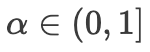 α ∈ (0, 1]